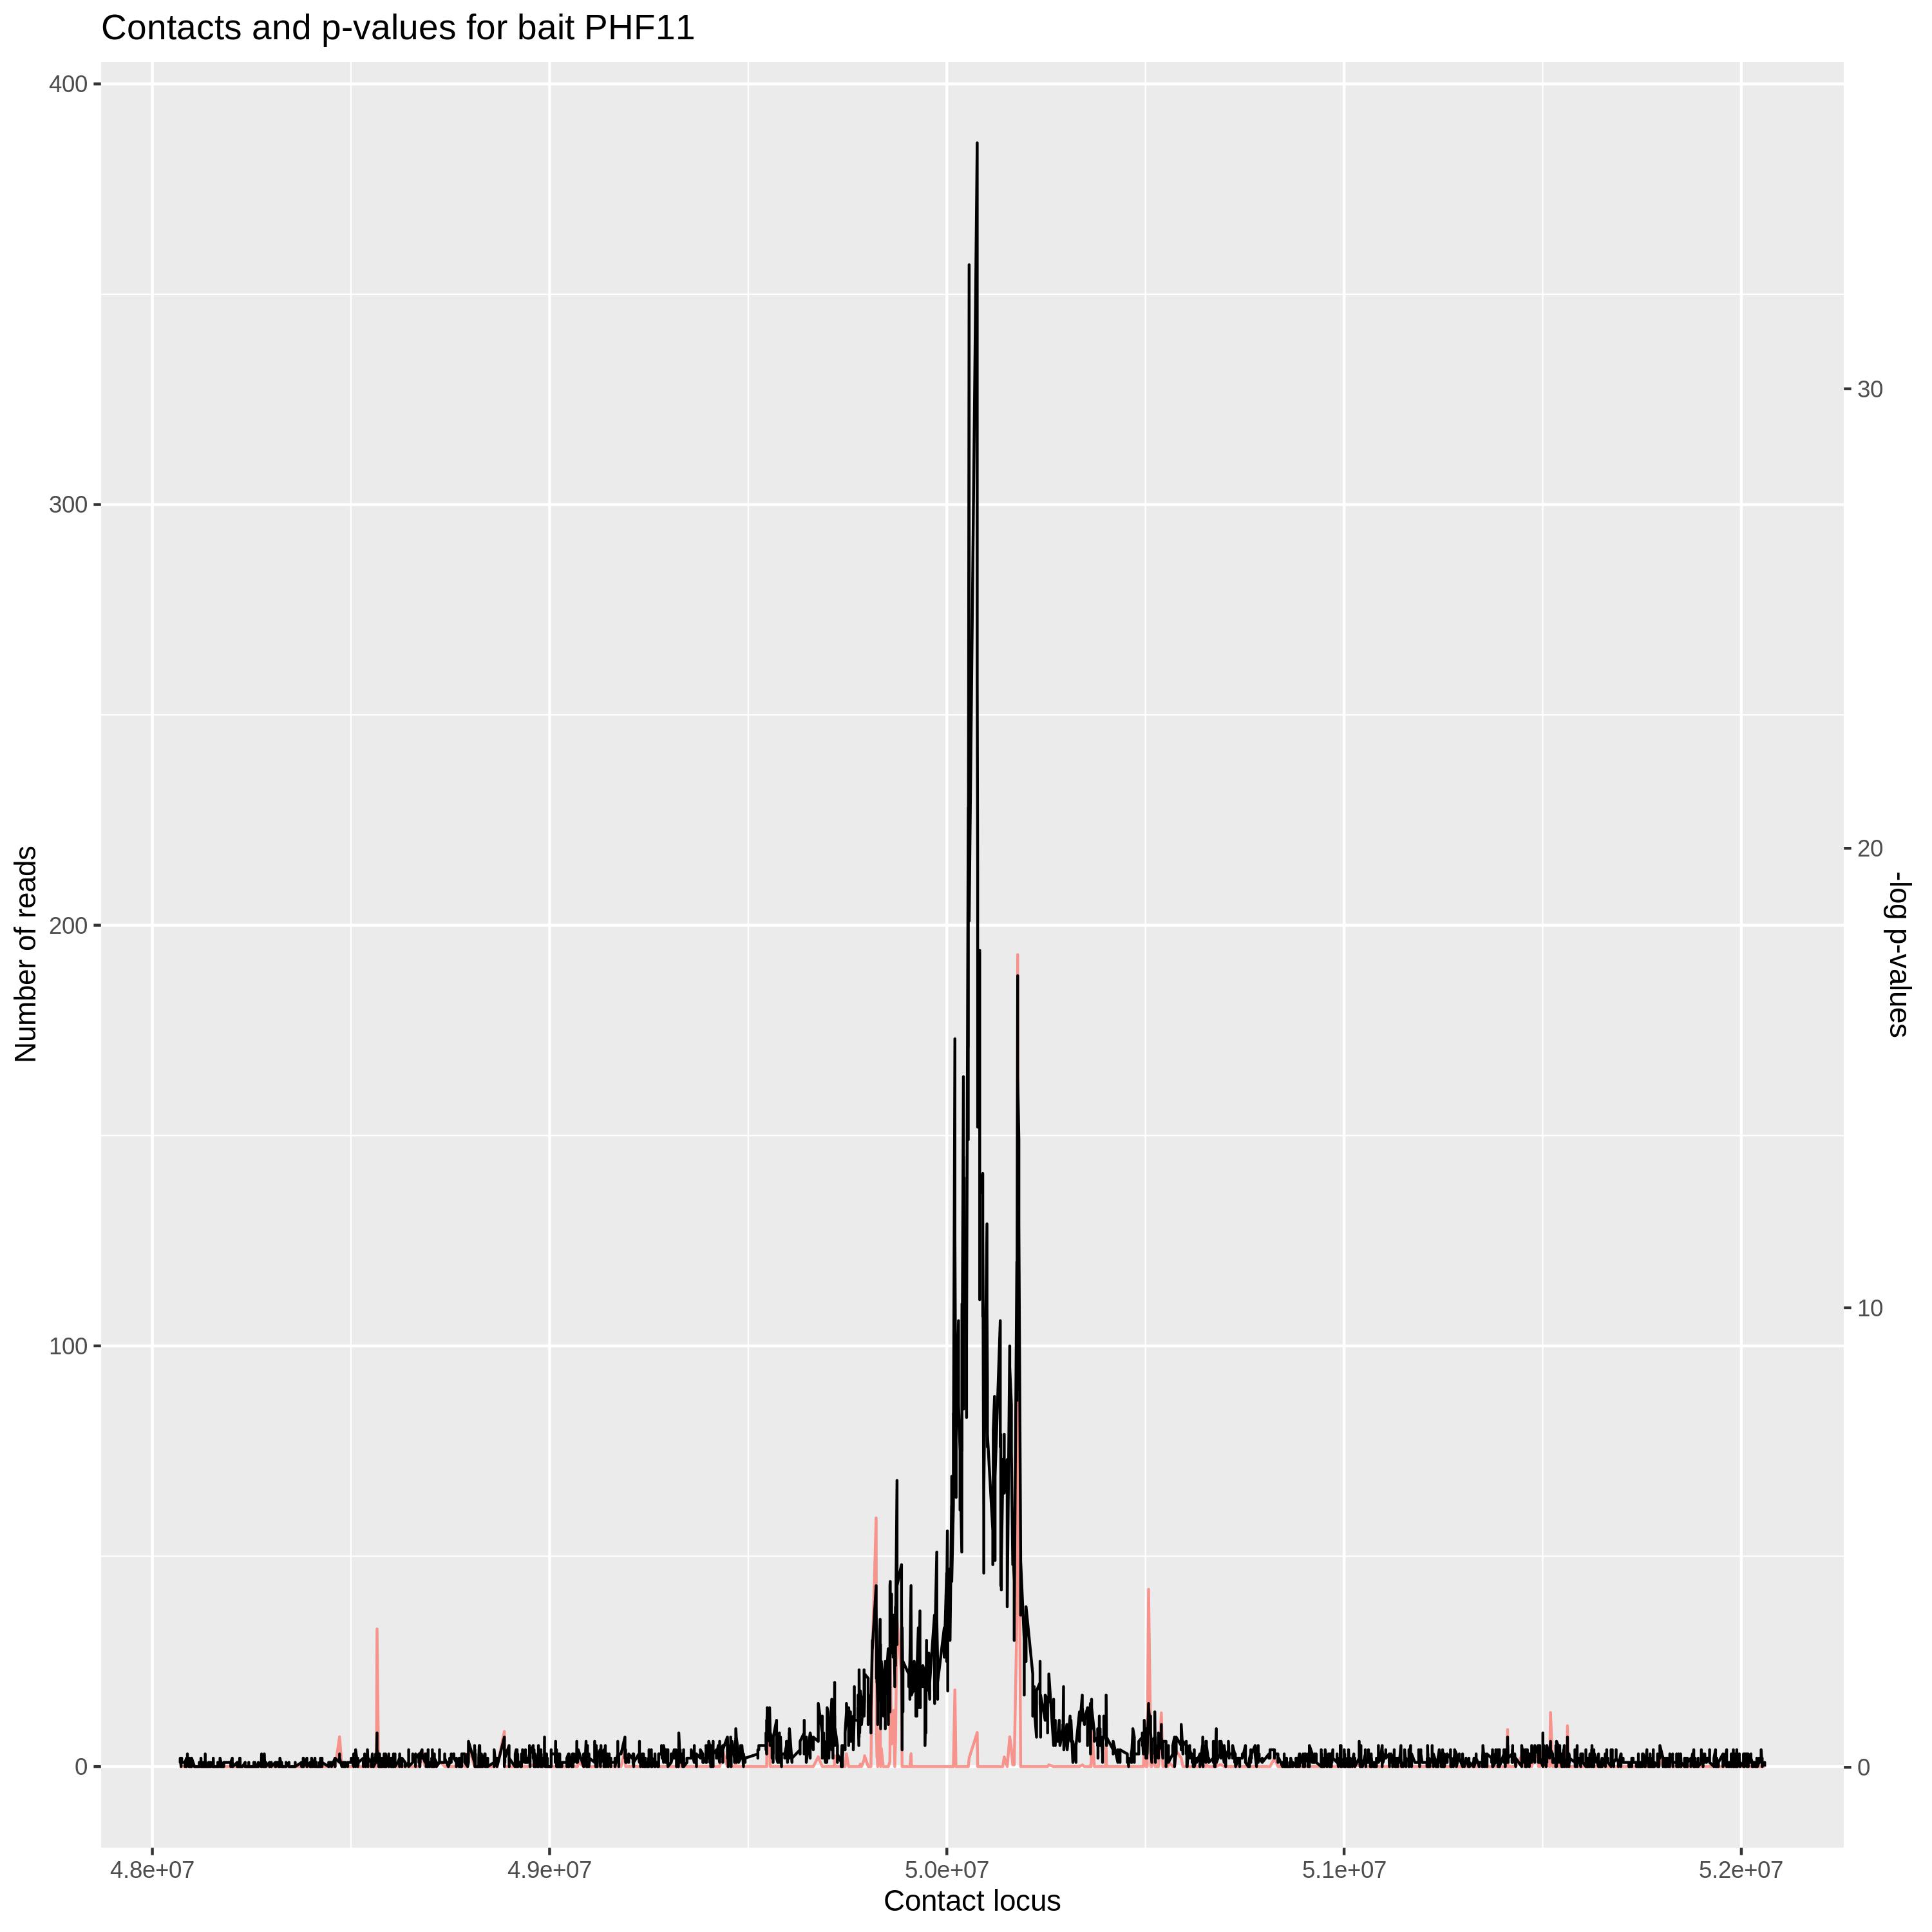 Contacts and p-values for bait PHF11
400
300
200
100
0
Number of reads
30
20
10
0
-log p-values
4.8e+07
4.9e+07
5.0e+07
5.1e+07
5.2e+07
Contact locus